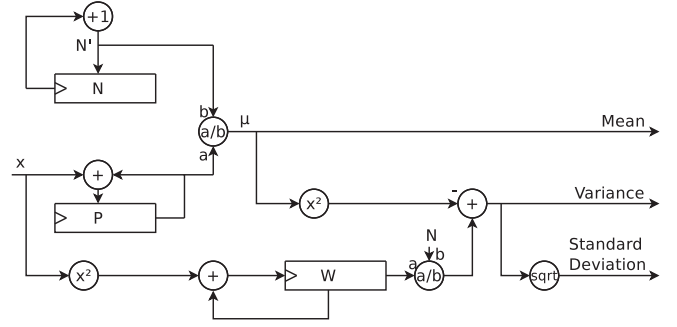 +1
N'
N
b
μ
a/b
Mean
a
x
+
P
-
x²
+
Variance
N
b
Standard
Deviation
x²
+
W
a
a/b
sqrt